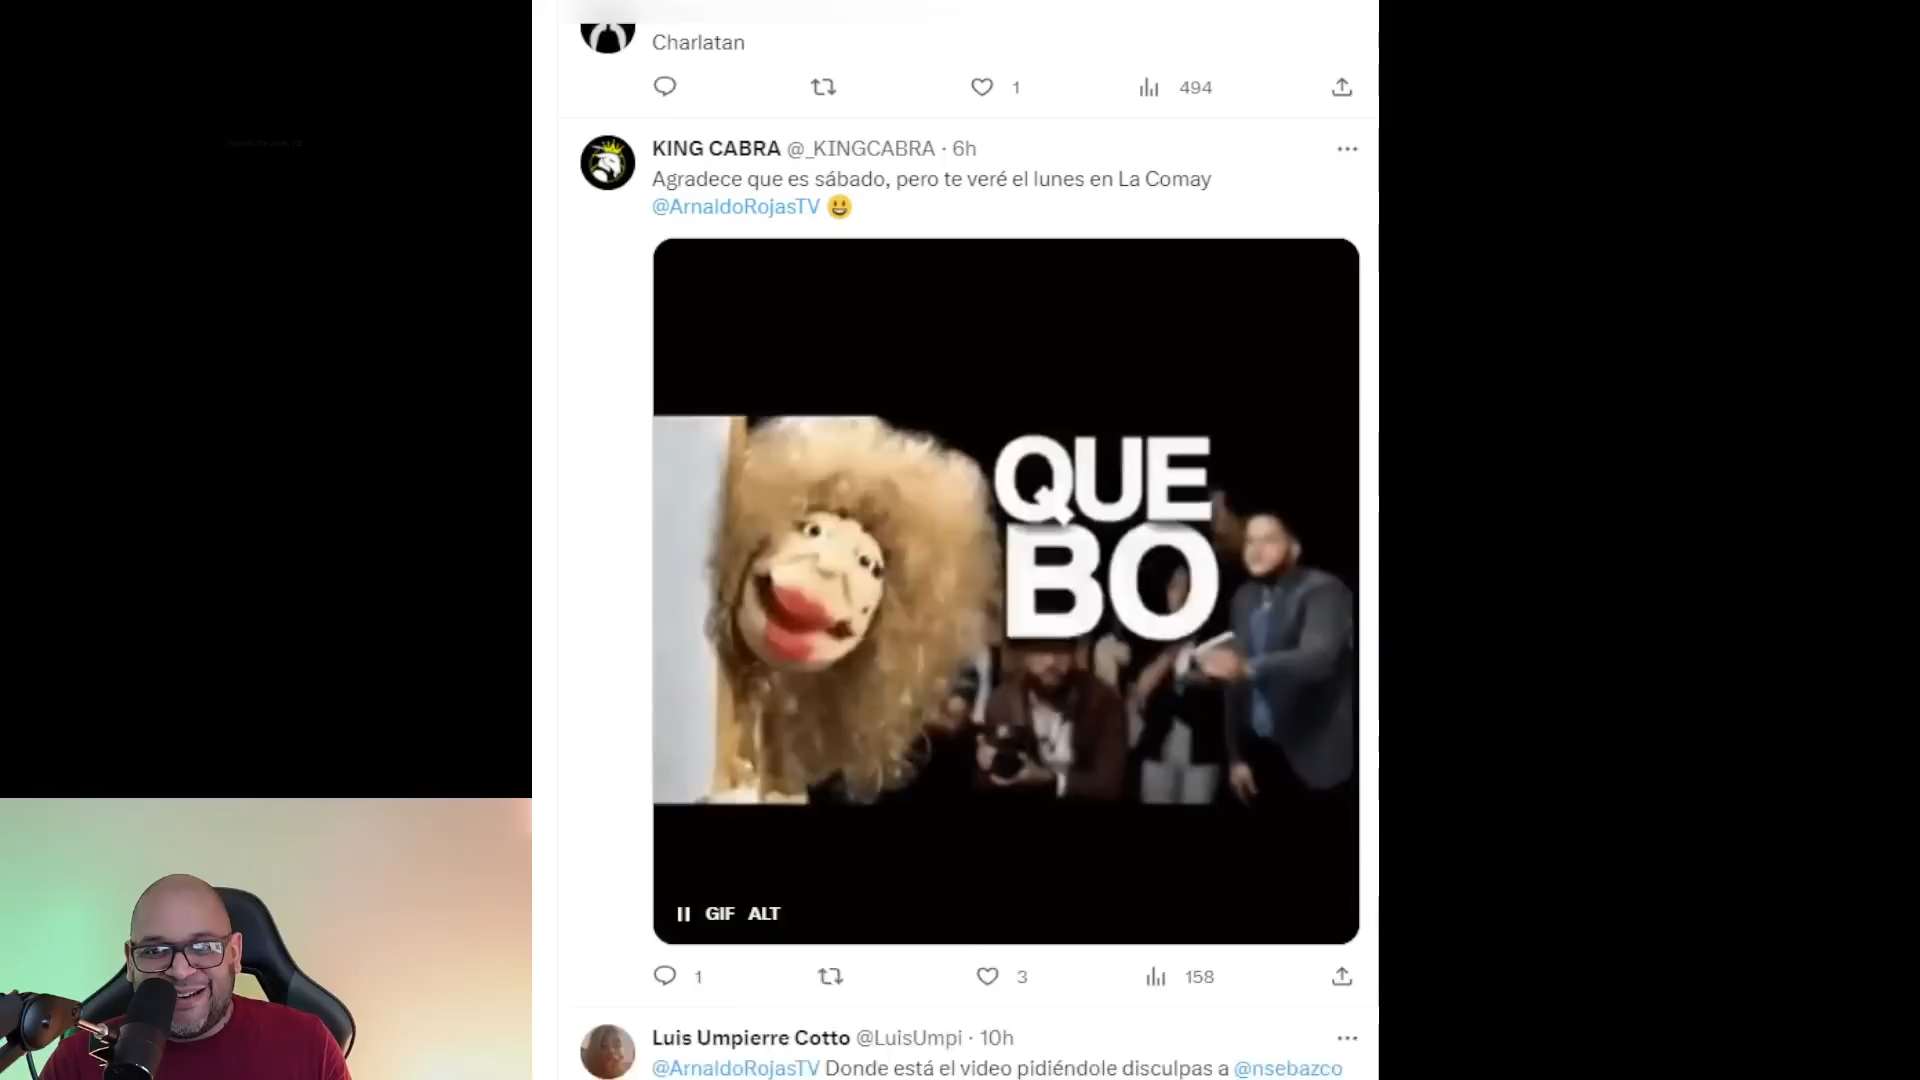 Charlatan
1
494
KING CABRA @_KINGCABRA · 6h
Agradece que es sábado, pero te veré el lunes en La Comay
@ArnaldoRojasTV
QUE
BO
GIF ALT
1
3
158
Luis Umpierre Cotto @LuisUmpi · 10h
@ArnaldoRojasTV Donde está el video pidiéndole disculpas a @nsebazco